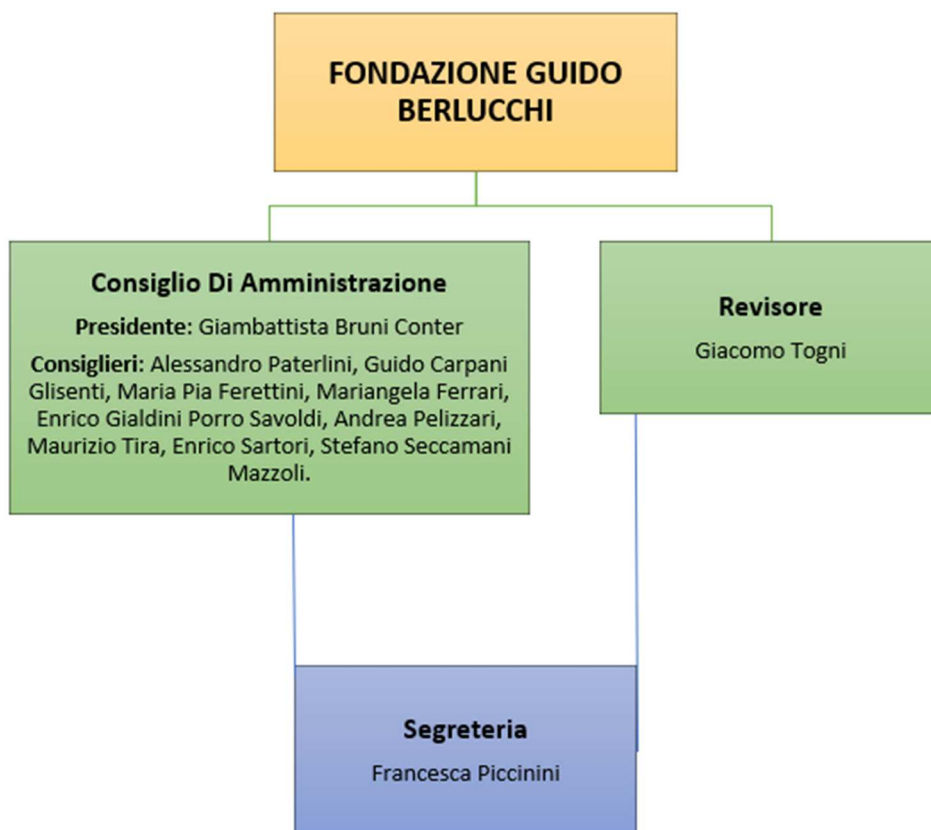 FONDAZIONE GUIDO
BERLUCCHI
Consiglio Di Amministrazione
Presidente: Giambattista Bruni Conter
Consiglieri: Alessandro Paterlini, Guido Carpani
Glisenti, Maria Pia Ferettini, Mariangela Ferrari,
Enrico Gialdini Porro Savoldi, Andrea Pelizzari,
Maurizio Tira, Enrico Sartori, Stefano Seccamani
Mazzoli.
Revisore
Giacomo Togni
Segreteria
Francesca Piccinini